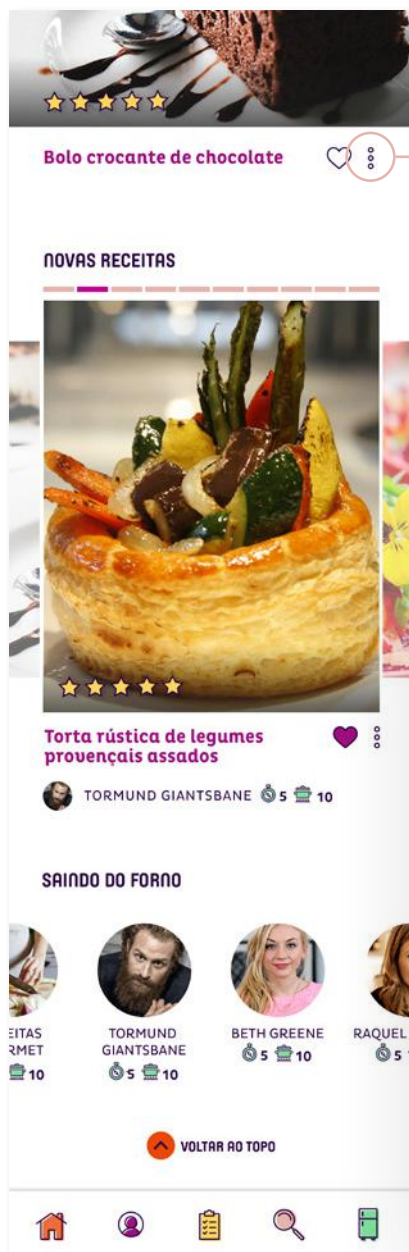 Bolo crocante de chocolate
NOVAS RECEITAS
Torta rústica de legumes
provençais assados
TORMUND GIANTSBANE 5 10
SAINDO DO FORNO
EITAS
RMET
10
TORMUND
GIANTSBANE
5 10
BETH GREENE
5 10
RAQUEL
5
VOLTAR AO TOPO